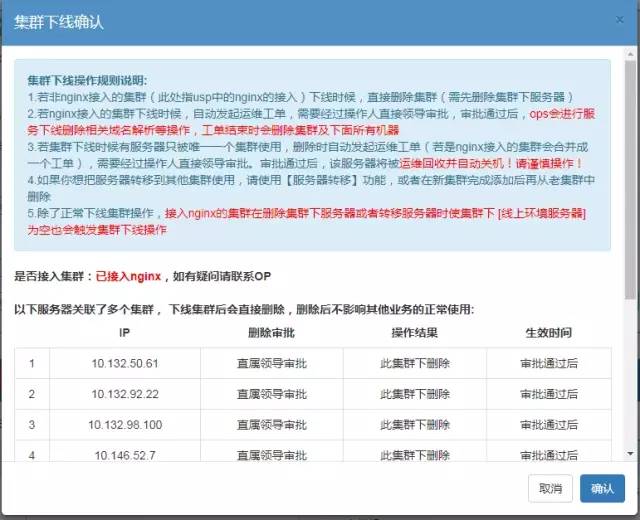 集群下线确认
×
集群下线操作规则说明:
1.若非nginx接入的集群（此处指usp中的nginx的接入）下线时候，直接删除集群（需先删除集群下服务器）
2.若nginx接入的集群下线时候，自动发起运维工单，需要经过操作人直接领导审批，审批通过后，ops会进行服
务下线删除相关域名解析等操作，工单结束时会删除集群及下面所有机器
3.若集群下线时候有服务器只被唯一一个集群使用，删除时自动发起运维工单（若是nginx接入的集群会合并成
一个工单），需要经过操作人直接领导审批。审批通过后，该服务器将被运维回收并自动关机！请谨慎操作！
4.如果你想把服务器转移到其他集群使用，请使用【服务器转移】功能，或者在新集群完成添加后再从老集群中
删除
5.除了正常下线集群操作，接入nginx的集群在删除集群下服务器或者转移服务器时使集群下 [线上环境服务器]
为空也会触发集群下线操作
是否接入集群：已接入nginx，如有疑问请联系OP
以下服务器关联了多个集群， 下线集群后会直接删除，删除后不影响其他业务的正常使用:
IP 删除审批 操作结果 生效时间
1 10.132.50.61 直属领导审批 此集群下删除 审批通过后
2 10.132.92.22 直属领导审批 此集群下删除 审批通过后
3 10.132.98.100 直属领导审批 此集群下删除 审批通过后
4 10.146.52.7 直属领导审批 此集群下删除 审批通过后
取消 确认